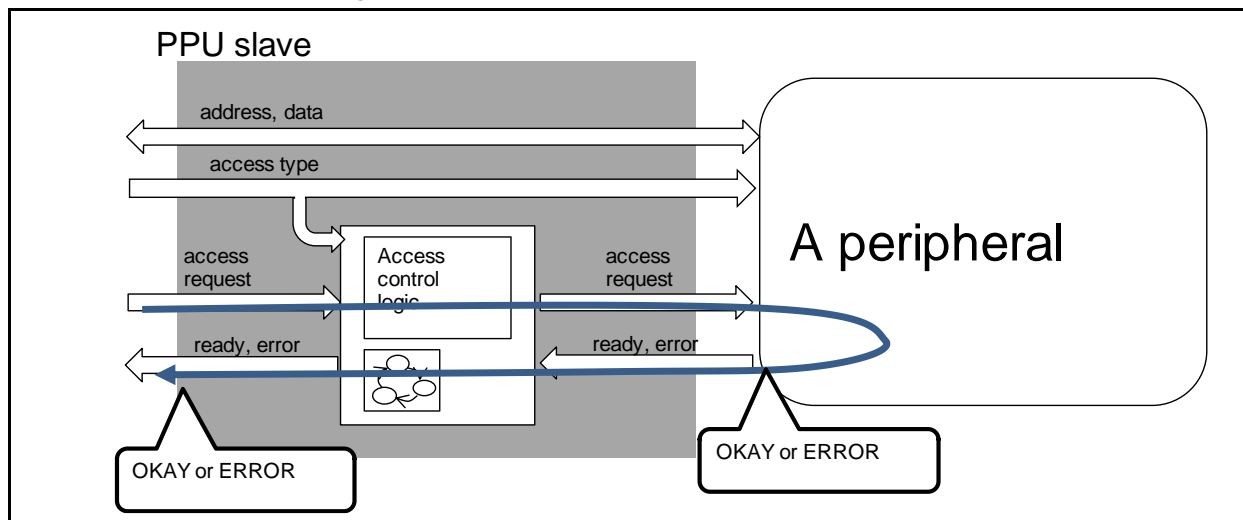 PPU slave
address, data
access type
A peripheral
access
request
Access
control
logic
access
request
ready, error
ready, error
OKAY or ERROR
OKAY or ERROR